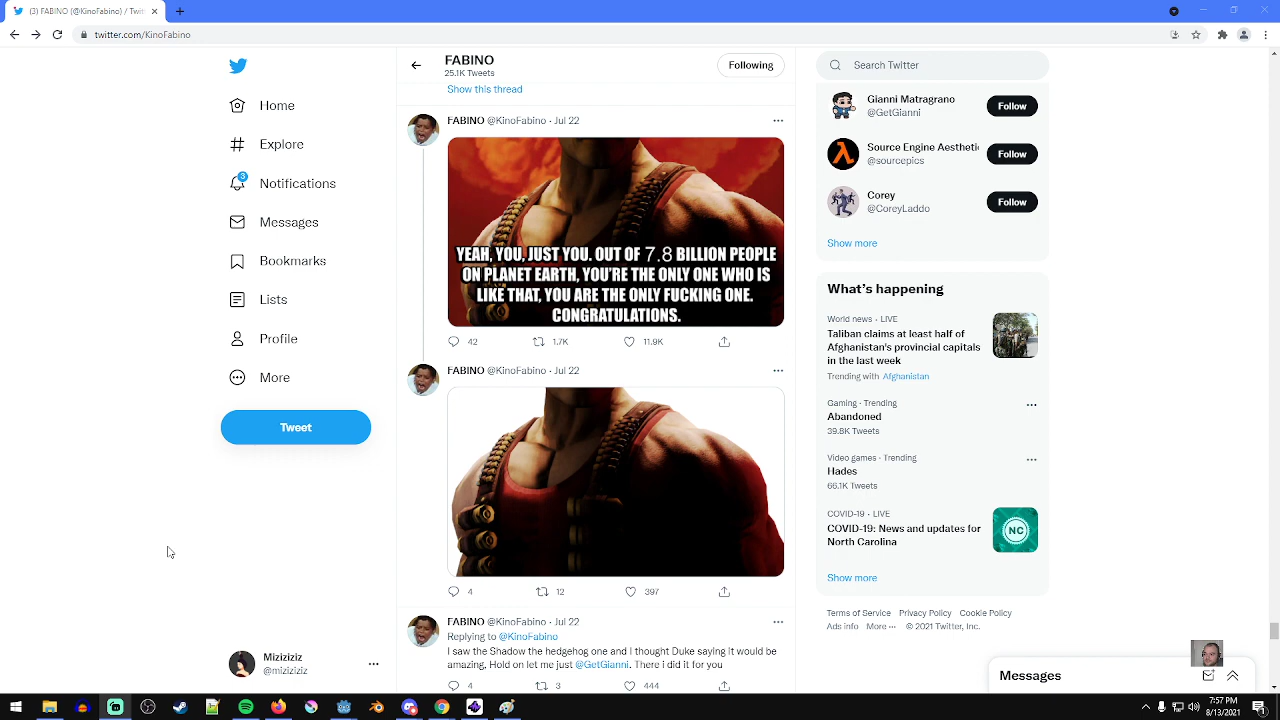 (3) FABINO (@KinoFabino) / Twit
twitter.com/KinoFabino
Home
Explore
3
Notifications
Messages
Bookmarks
Lists
Profile
More
Tweet
Miziziziz
@miziziziz
FABINO
25.1K Tweets
Following
Show this thread
FABINO @KinoFabino · Jul 22
YEAH, YOU, JUST YOU. OUT OF 7.8 BILLION PEOPLE
ON PLANET EARTH, YOU'RE THE ONLY ONE WHO IS
LIKE THAT, YOU ARE THE ONLY FUCKING ONE.
CONGRATULATIONS.
42 1.7K 11.9K
FABINO @KinoFabino · Jul 22
4 12 397
FABINO @KinoFabino · Jul 22
Replying to @KinoFabino
I saw the Shadow the hedgehog one and I thought Duke saying it would be
amazing, Hold on let me just @GetGianni. There i did it for you
4 3 444
Search Twitter
Gianni Matragrano
@GetGianni
Follow
Source Engine Aestheti
@sourcepics
Follow
Corey
@CoreyLaddo
Follow
Show more
What's happening
World news · LIVE
Taliban claims at least half of
Afghanistan's provincial capitals
in the last week
Trending with Afghanistan
Gaming · Trending
Abandoned
39.8K Tweets
Video games · Trending
Hades
66.1K Tweets
COVID-19 · LIVE
COVID-19: News and updates for
North Carolina
NC
Show more
Terms of Service Privacy Policy Cookie Policy
Ads info More ··· © 2021 Twitter, Inc.
Messages
7:57 PM
8/13/2021